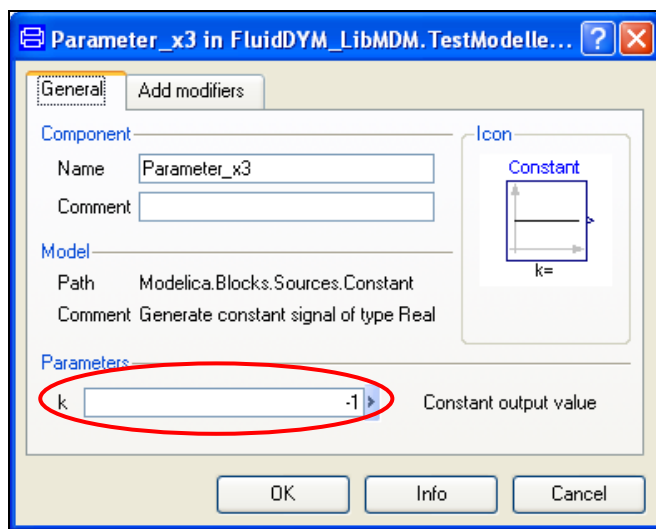 Parameter_x3 in FluidDYM_LibMDM.TestModelle... ?
General Add modifiers
Component
Name Parameter_x3
Comment
Icon
Constant
k=
Model
Path Modelica.Blocks.Sources.Constant
Comment Generate constant signal of type Real
Parameters
k -1 Constant output value
OK Info Cancel